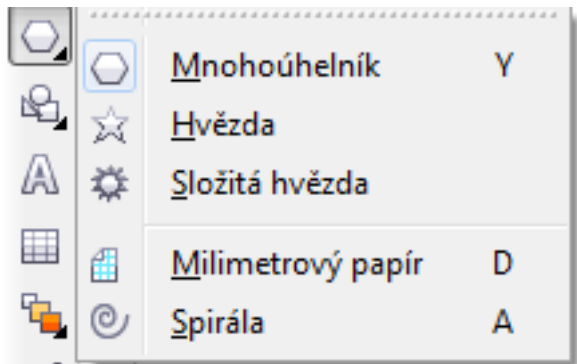 Mnohoúhelník Y
Hvězda
Složitá hvězda
Milimetrový papír D
Spirála A